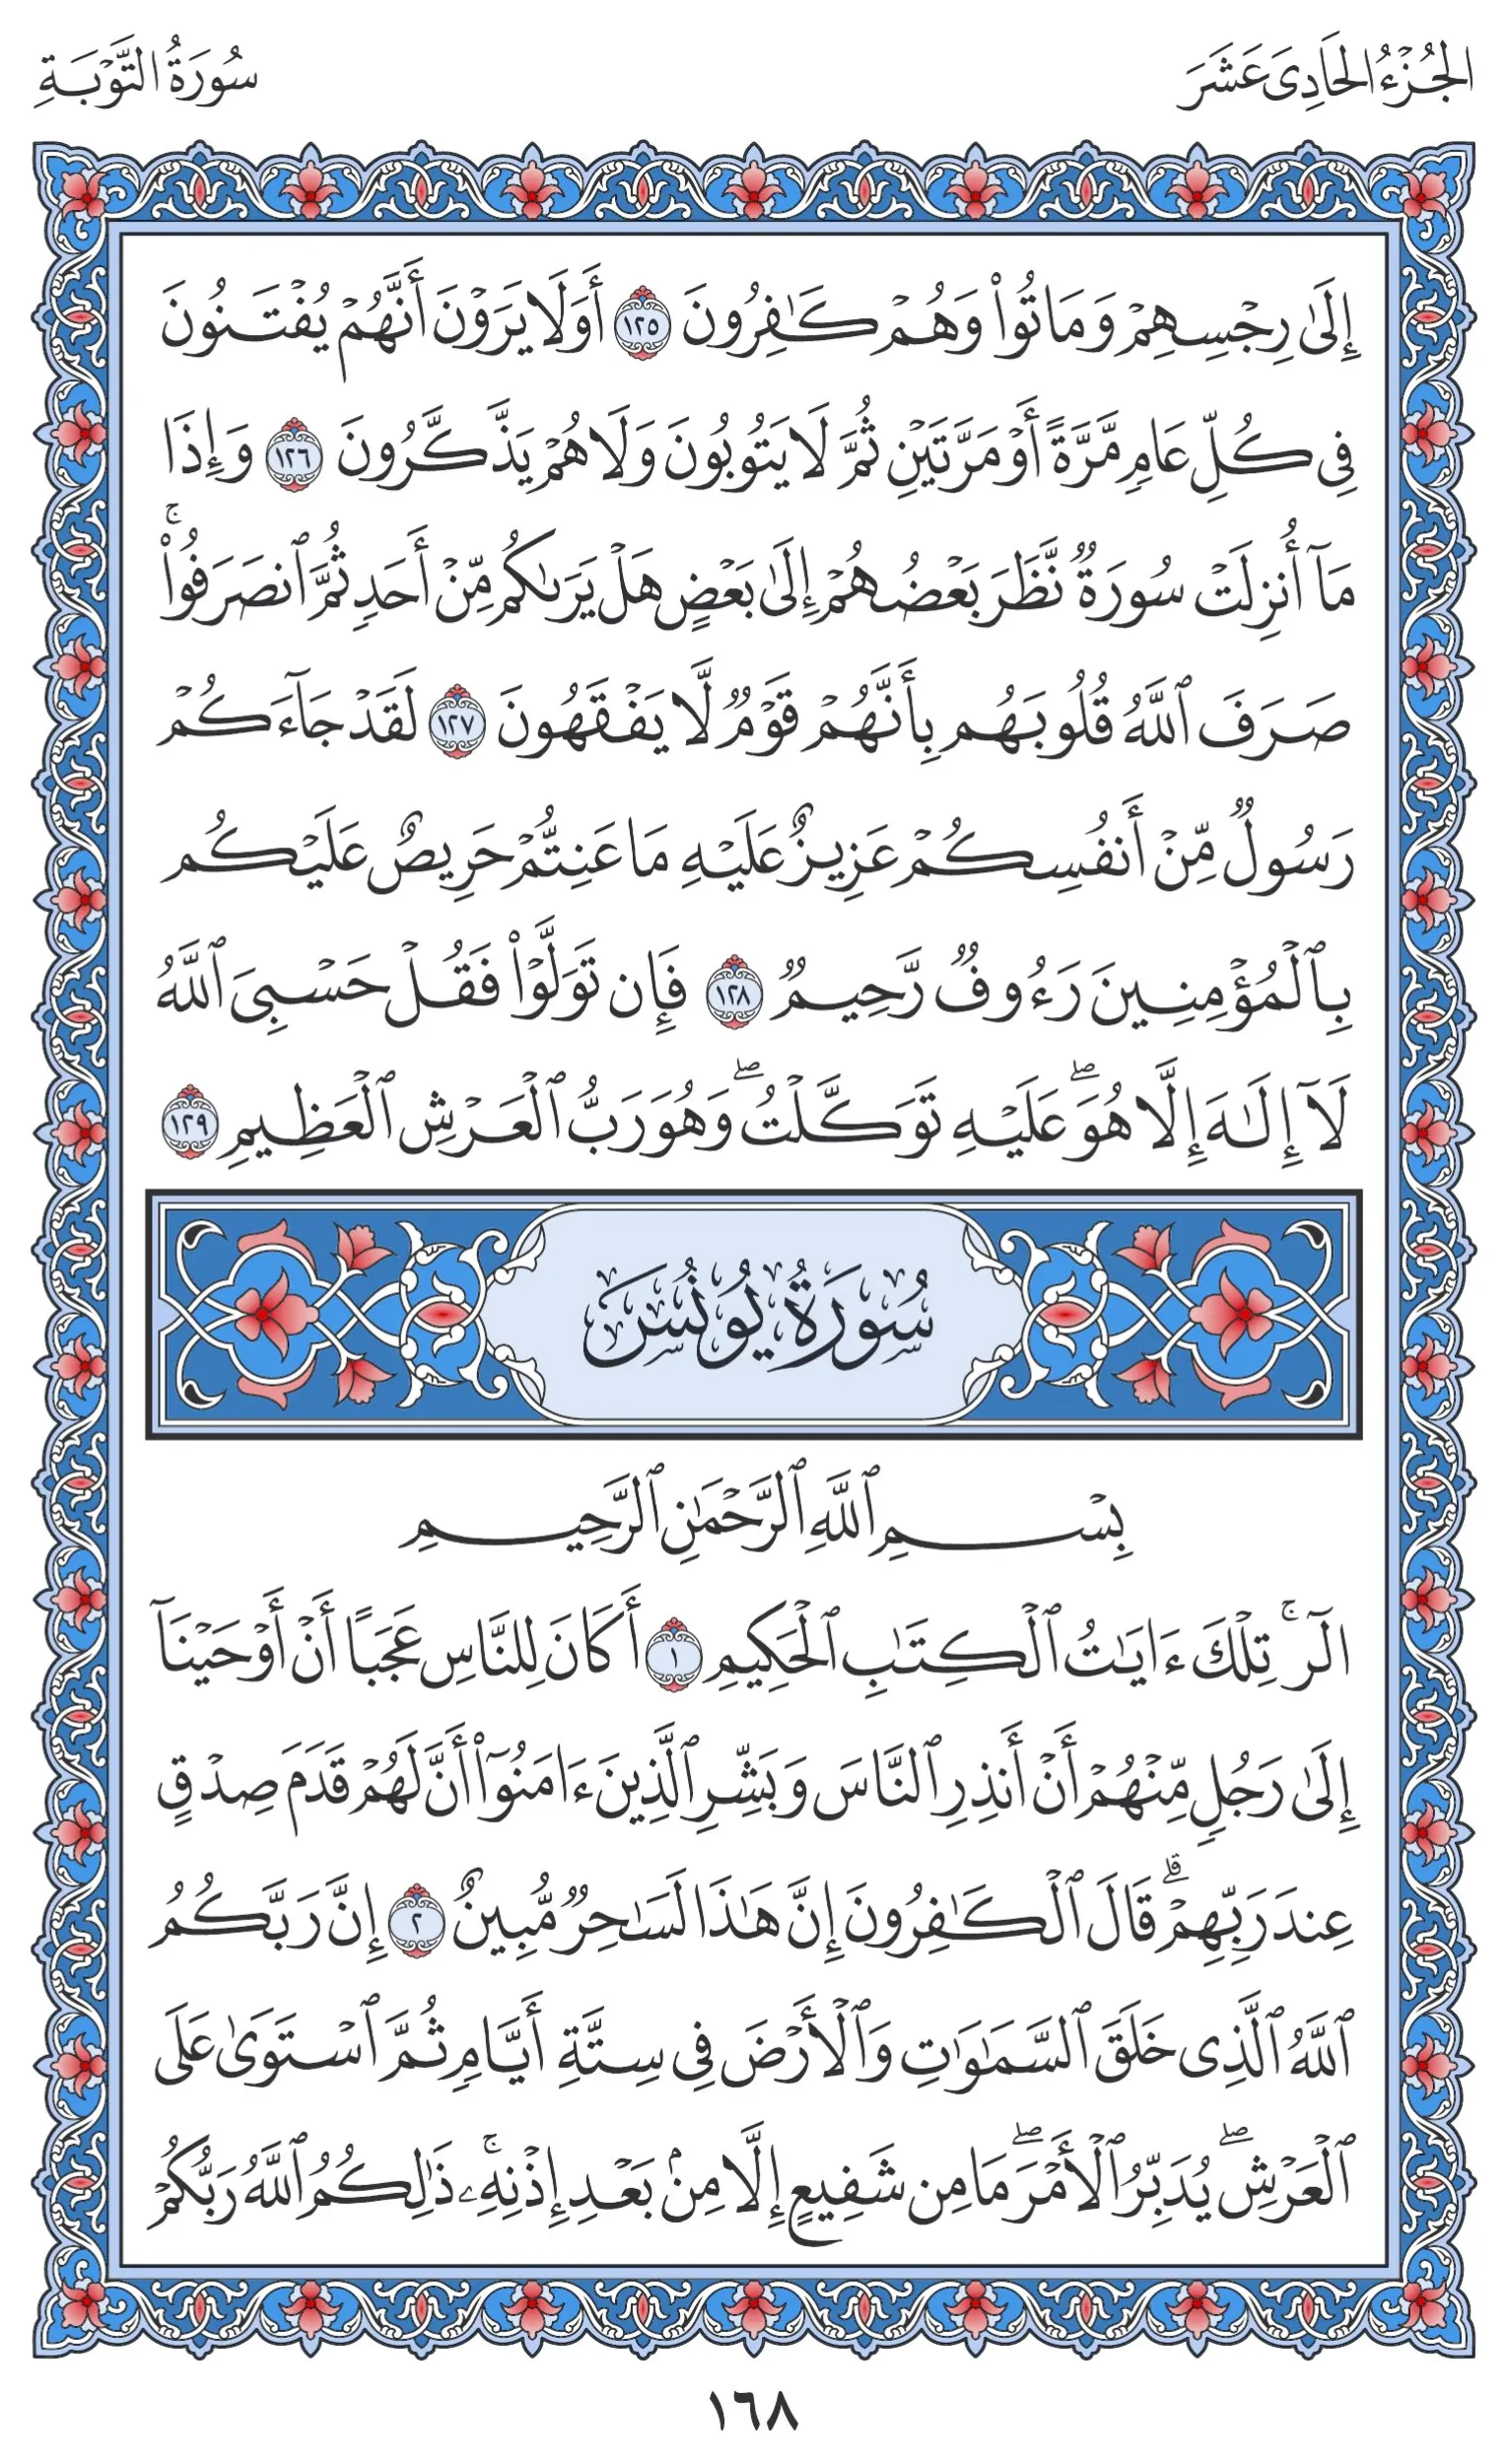 الجُزْءُ الحَادِىَ عَشَرَ
سُورَةُ التَّوۡبَةِ
إِلَىٰ رِجۡسِهِمۡ وَمَاتُواْ وَهُمۡ كَٰفِرُونَ ١٢٥ أَوَلَا يَرَوۡنَ أَنَّهُمۡ يُفۡتَنُونَ
فِي كُلِّ عَامٖ مَّرَّةً أَوۡ مَرَّتَيۡنِ ثُمَّ لَا يَتُوبُونَ وَلَا هُمۡ يَذَّكَّرُونَ ١٢٦ وَإِذَا
مَآ أُنزِلَتۡ سُورَةٞ نَّظَرَ بَعۡضُهُمۡ إِلَىٰ بَعۡضٍ هَلۡ يَرَىٰكُم مِّنۡ أَحَدٖ ثُمَّ ٱنصَرَفُواْۚ
صَرَفَ ٱللَّهُ قُلُوبَهُم بِأَنَّهُمۡ قَوۡمٞ لَّا يَفۡقَهُونَ ١٢٧ لَقَدۡ جَآءَكُمۡ
رَسُولٞ مِّنۡ أَنفُسِكُمۡ عَزِيزٌ عَلَيۡهِ مَا عَنِتُّمۡ حَرِيصٌ عَلَيۡكُم
بِٱلۡمُؤۡمِنِينَ رَءُوفٞ رَّحِيمٞ ١٢٨ فَإِن تَوَلَّوۡاْ فَقُلۡ حَسۡبِيَ ٱللَّهُ
لَآ إِلَٰهَ إِلَّا هُوَۖ عَلَيۡهِ تَوَكَّلۡتُۖ وَهُوَ رَبُّ ٱلۡعَرۡشِ ٱلۡعَظِيمِ ١٢٩
سُورَةُ يُونُسَ
بِسۡمِ ٱللَّهِ ٱلرَّحۡمَٰنِ ٱلرَّحِيمِ
الٓرۚ تِلۡكَ ءَايَٰتُ ٱلۡكِتَٰبِ ٱلۡحَكِيمِ ١ أَكَانَ لِلنَّاسِ عَجَبًا أَنۡ أَوۡحَيۡنَآ
إِلَىٰ رَجُلٖ مِّنۡهُمۡ أَنۡ أَنذِرِ ٱلنَّاسَ وَبَشِّرِ ٱلَّذِينَ ءَامَنُوٓاْ أَنَّ لَهُمۡ قَدَمَ صِدۡقٍ
عِندَ رَبِّهِمۡۗ قَالَ ٱلۡكَٰفِرُونَ إِنَّ هَٰذَا لَسَٰحِرٞ مُّبِينٌ ٢ إِنَّ رَبَّكُمُ
ٱللَّهُ ٱلَّذِي خَلَقَ ٱلسَّمَٰوَٰتِ وَٱلۡأَرۡضَ فِي سِتَّةِ أَيَّامٖ ثُمَّ ٱسۡتَوَىٰ عَلَى
ٱلۡعَرۡشِۖ يُدَبِّرُ ٱلۡأَمۡرَۖ مَا مِن شَفِيعٍ إِلَّا مِنۢ بَعۡدِ إِذۡنِهِۦۚ ذَٰلِكُمُ ٱللَّهُ رَبُّكُمۡ
١٦٨